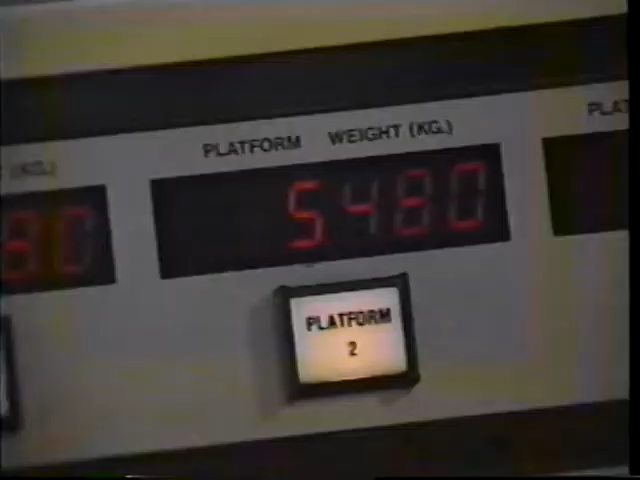 PLATFORM WEIGHT (KG.)
5480
PLATFORM
2
(KG.)
80
PLAT